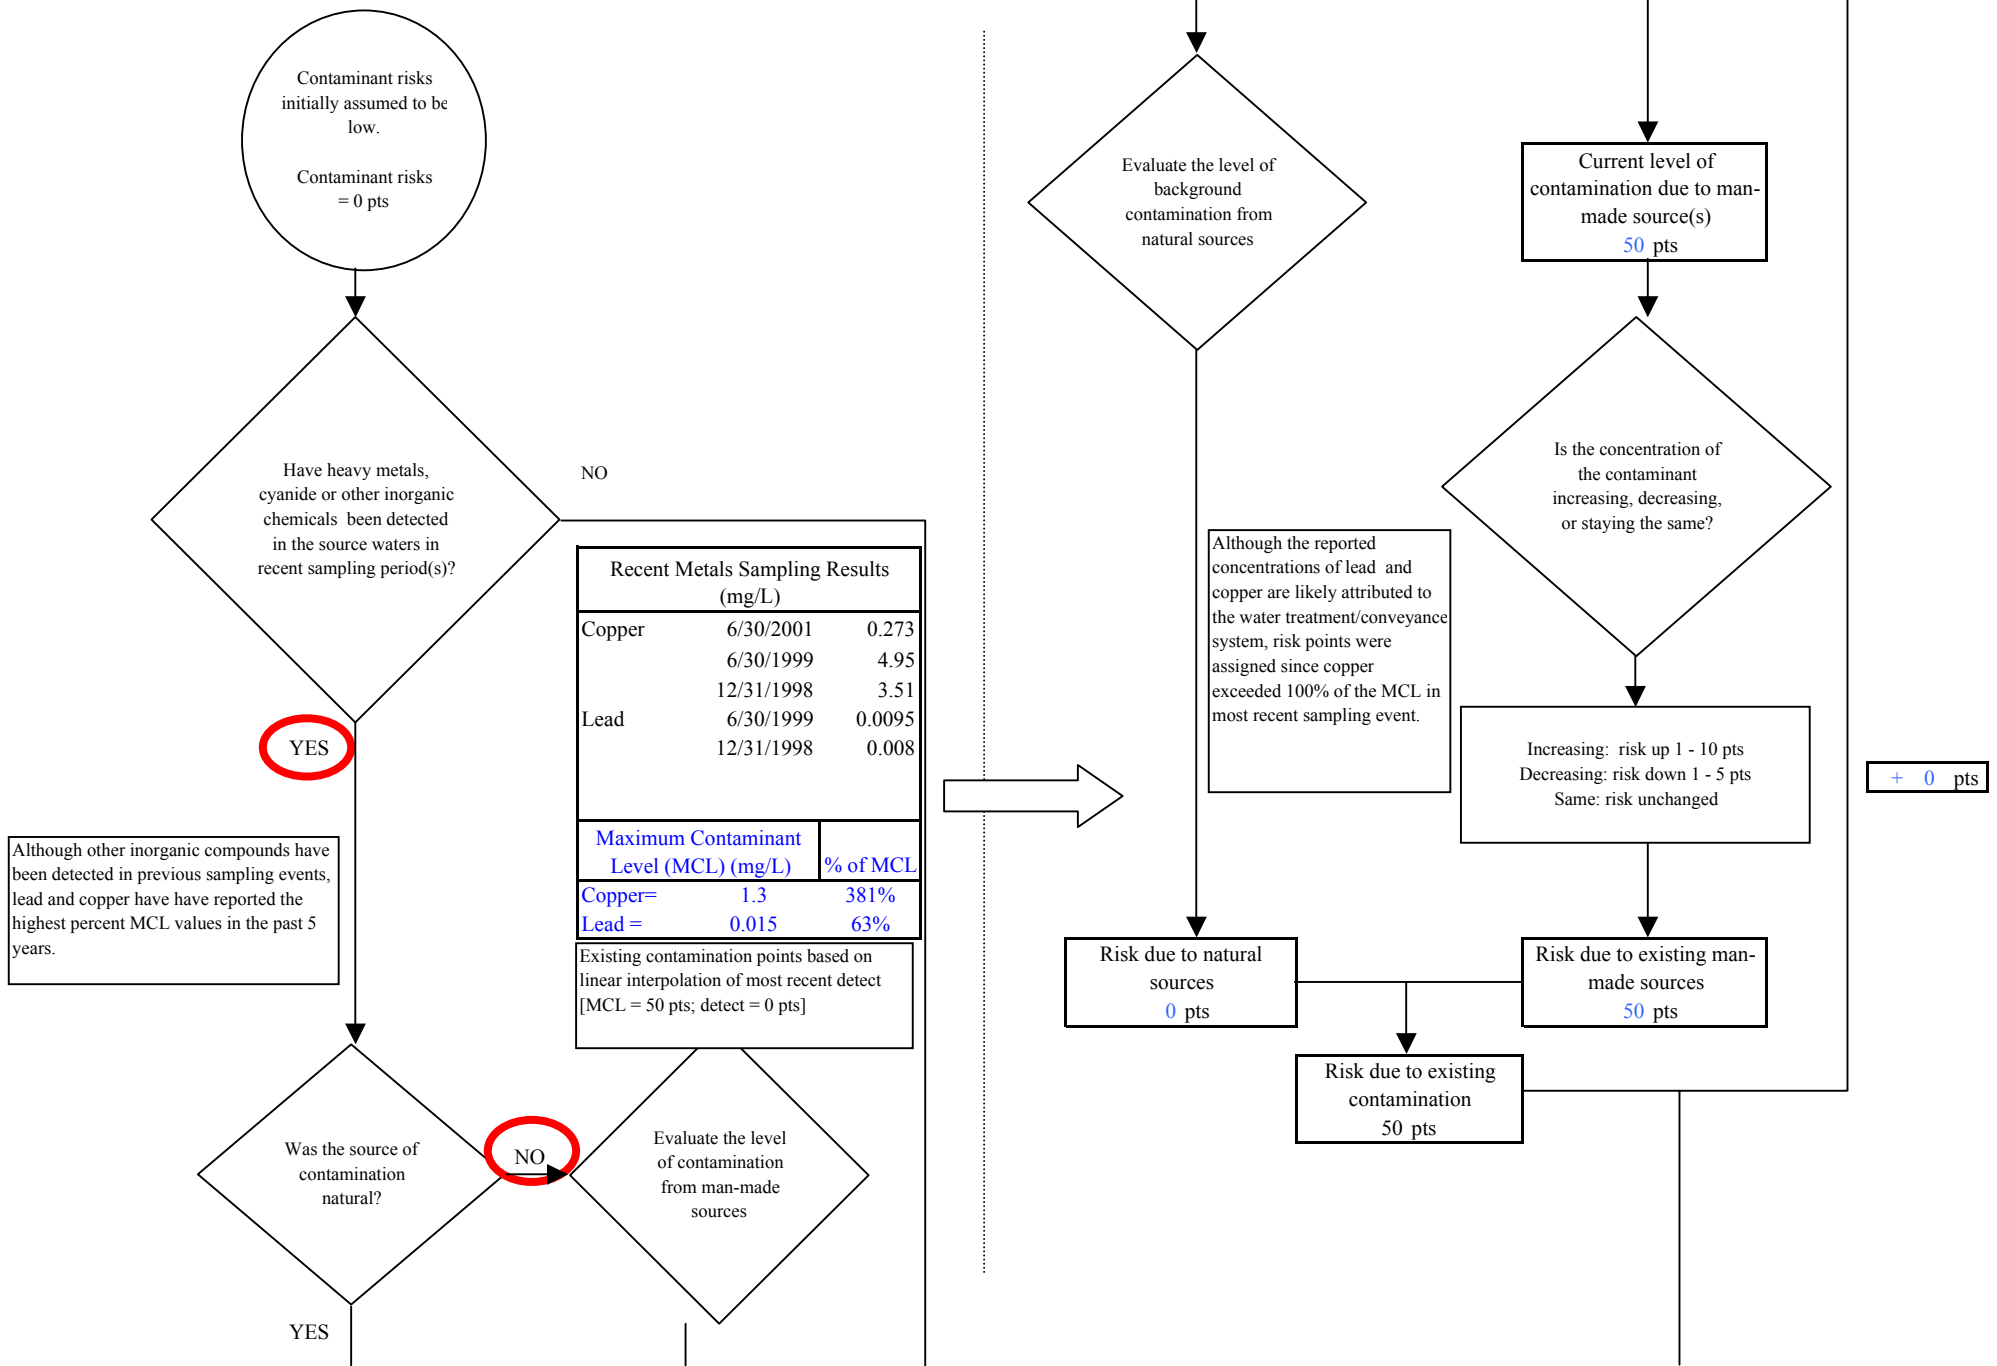 Contaminant risks
initially assumed to be
low.
Contaminant risks
= 0 pts
Have heavy metals,
cyanide or other inorganic
chemicals been detected
in the source waters in
recent sampling period(s)?
NO
YES
Recent Metals Sampling Results
(mg/L)
Copper 6/30/2001 0.273
6/30/1999 4.95
12/31/1998 3.51
Lead 6/30/1999 0.0095
12/31/1998 0.008
Maximum Contaminant
Level (MCL) (mg/L) % of MCL
Copper= 1.3 381%
Lead = 0.015 63%
Existing contamination points based on
linear interpolation of most recent detect
[MCL = 50 pts; detect = 0 pts]
Although other inorganic compounds have
been detected in previous sampling events,
lead and copper have have reported the
highest percent MCL values in the past 5
years.
Was the source of
contamination
natural?
NO
YES
Evaluate the level
of contamination
from man-made
sources
Evaluate the level of
background
contamination from
natural sources
Current level of
contamination due to man-
made source(s)
50 pts
Is the concentration of
the contaminant
increasing, decreasing,
or staying the same?
Although the reported
concentrations of lead and
copper are likely attributed to
the water treatment/conveyance
system, risk points were
assigned since copper
exceeded 100% of the MCL in
most recent sampling event.
Increasing: risk up 1 - 10 pts
Decreasing: risk down 1 - 5 pts
Same: risk unchanged
+ 0 pts
Risk due to natural
sources
0 pts
Risk due to existing man-
made sources
50 pts
Risk due to existing
contamination
50 pts